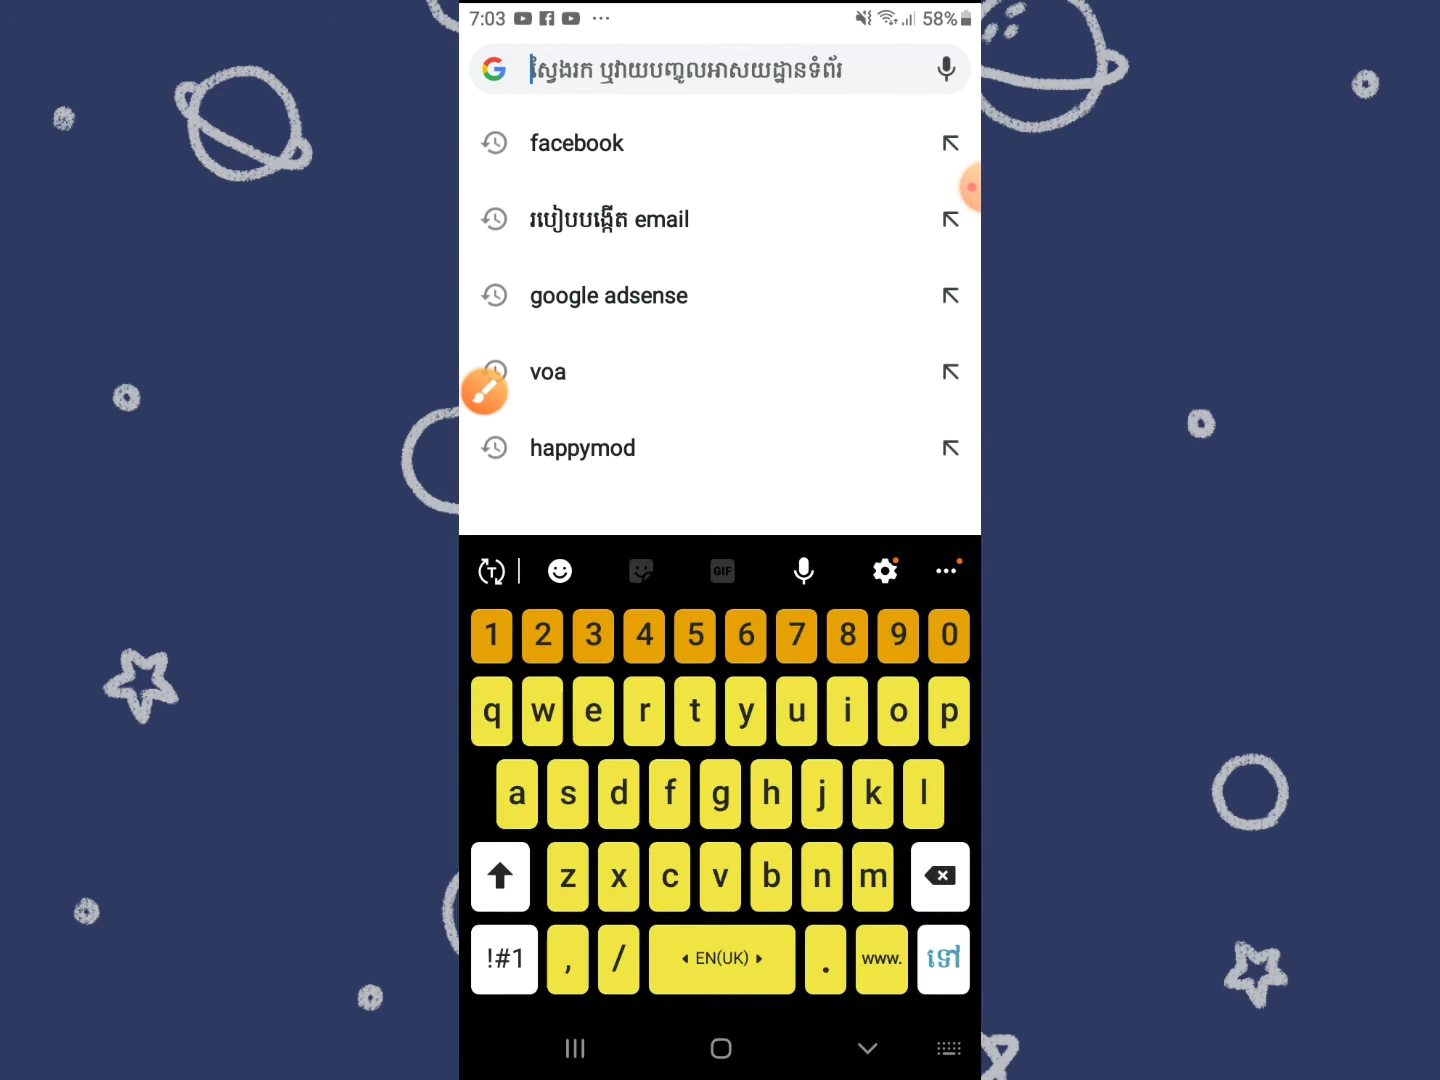 7:03 ... 58%
ស្វែងរក ឬវាយបញ្ចូលអាសយដ្ឋានទំព័រ
facebook
របៀបបង្កើត email
google adsense
voa
happymod
T GIF ...
1 2 3 4 5 6 7 8 9 0
q w e r t y u i o p
a s d f g h j k l
z x c v b n m
!#1 , / EN(UK) . www. ទៅ